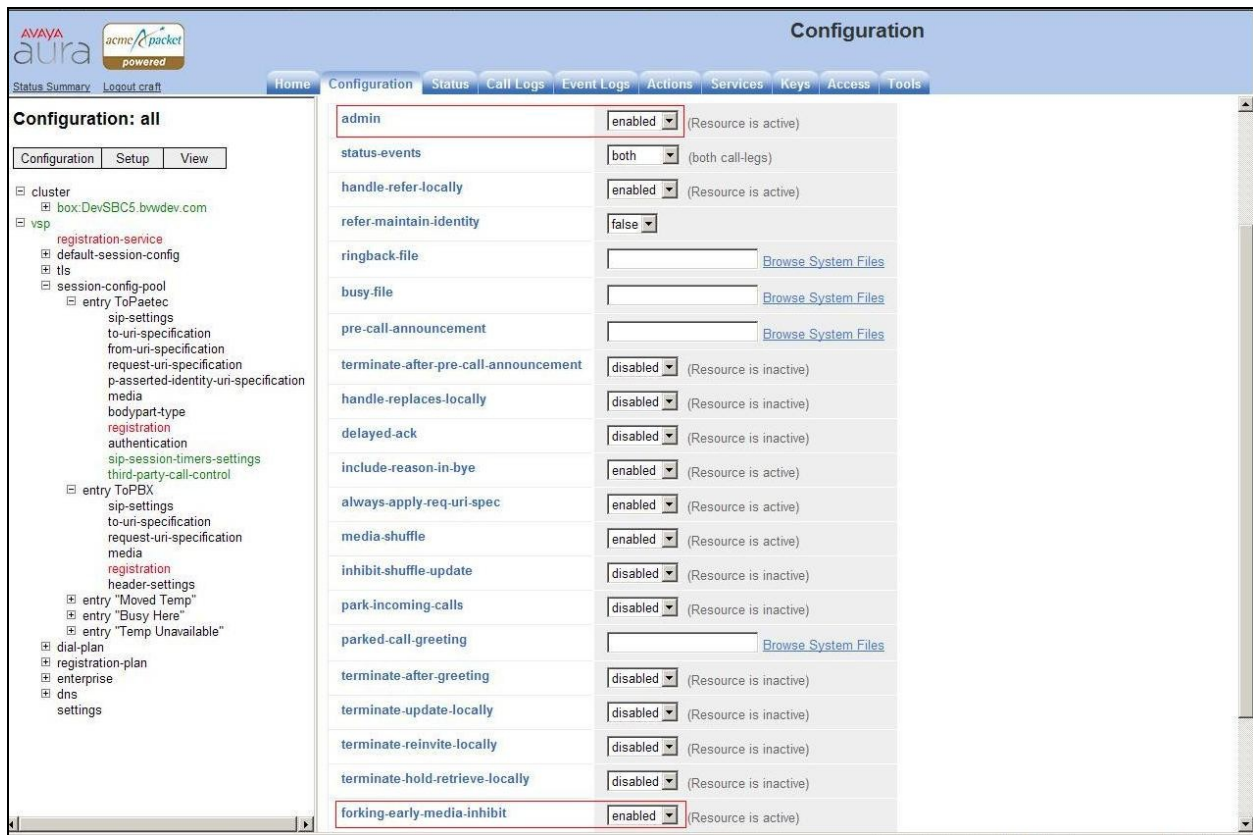 AVAYA
aura
acme packet
powered
Configuration
Status Summary Logout craft
Home Configuration Status Call Logs Event Logs Actions Services Keys Access Tools
Configuration: all
Configuration Setup View
cluster
box:DevSBC5.bvwdev.com
vsp
registration-service
default-session-config
tls
session-config-pool
entry ToPaetec
sip-settings
to-uri-specification
from-uri-specification
request-uri-specification
p-asserted-identity-uri-specification
media
bodypart-type
registration
authentication
sip-session-timers-settings
third-party-call-control
entry ToPBX
sip-settings
to-uri-specification
request-uri-specification
media
registration
header-settings
entry "Moved Temp"
entry "Busy Here"
entry "Temp Unavailable"
dial-plan
registration-plan
enterprise
dns
settings
admin enabled (Resource is active)
status-events both (both call-legs)
handle-refer-locally enabled (Resource is active)
refer-maintain-identity false
ringback-file Browse System Files
busy-file Browse System Files
pre-call-announcement Browse System Files
terminate-after-pre-call-announcement disabled (Resource is inactive)
handle-replaces-locally disabled (Resource is inactive)
delayed-ack disabled (Resource is inactive)
include-reason-in-bye enabled (Resource is active)
always-apply-req-uri-spec enabled (Resource is active)
media-shuffle enabled (Resource is active)
inhibit-shuffle-update disabled (Resource is inactive)
park-incoming-calls disabled (Resource is inactive)
parked-call-greeting Browse System Files
terminate-after-greeting disabled (Resource is inactive)
terminate-update-locally disabled (Resource is inactive)
terminate-reinvite-locally disabled (Resource is inactive)
terminate-hold-retrieve-locally disabled (Resource is inactive)
forking-early-media-inhibit enabled (Resource is active)